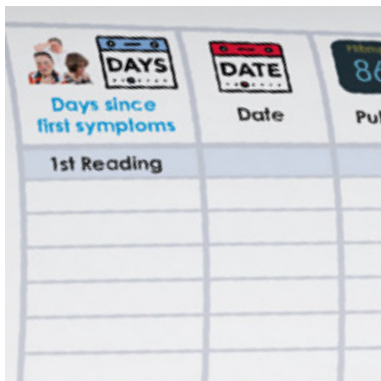 DAYS
Days since
first symptoms
DATE
Date
1st Reading